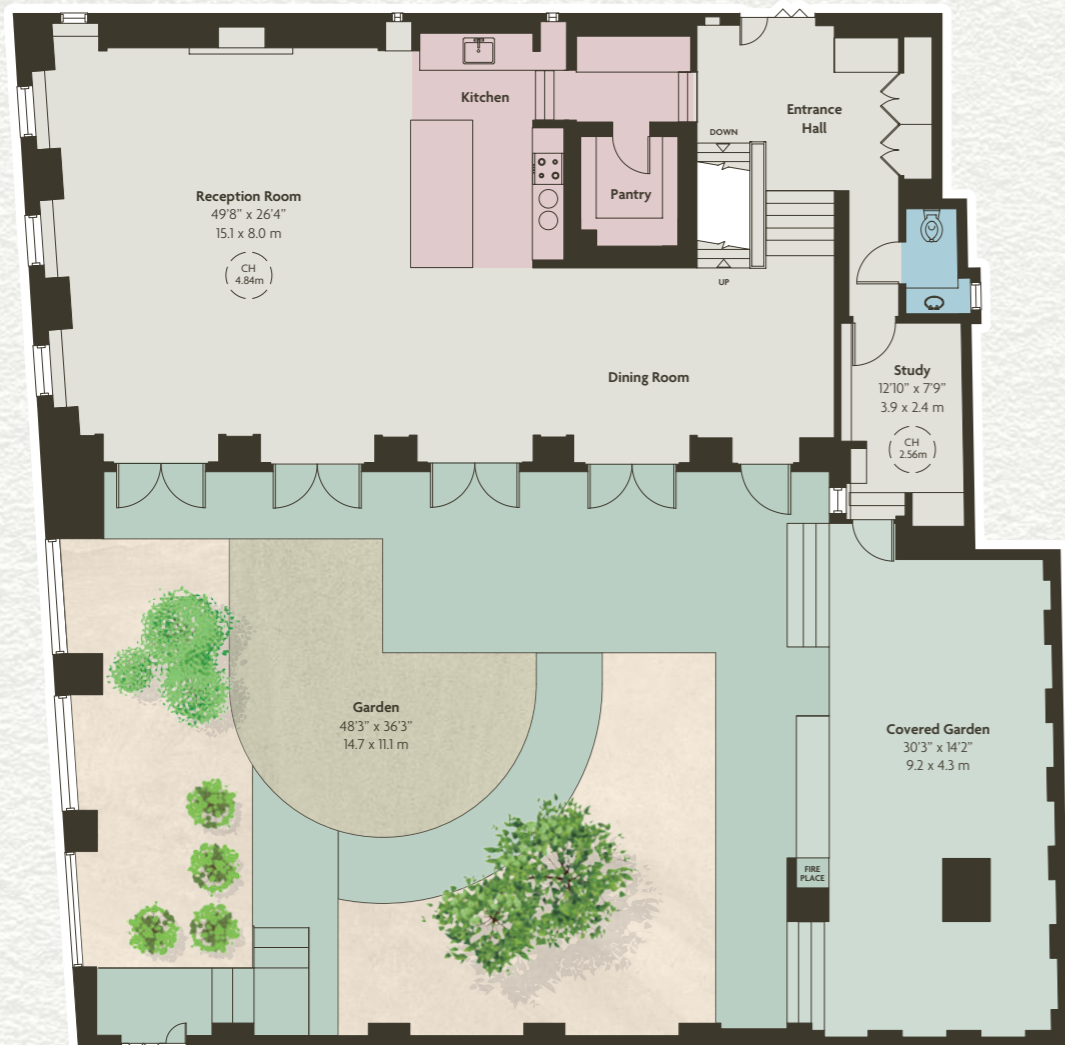 Kitchen
Entrance
Hall
DOWN
Reception Room
49'8" x 26'4"
15.1 x 8.0 m
CH
4.84m
Pantry
UP
Dining Room
Study
12'10" x 7'9"
3.9 x 2.4 m
CH
2.56m
Garden
48'3" x 36'3"
14.7 x 11.1 m
Covered Garden
30'3" x 14'2"
9.2 x 4.3 m
FIRE
PLACE